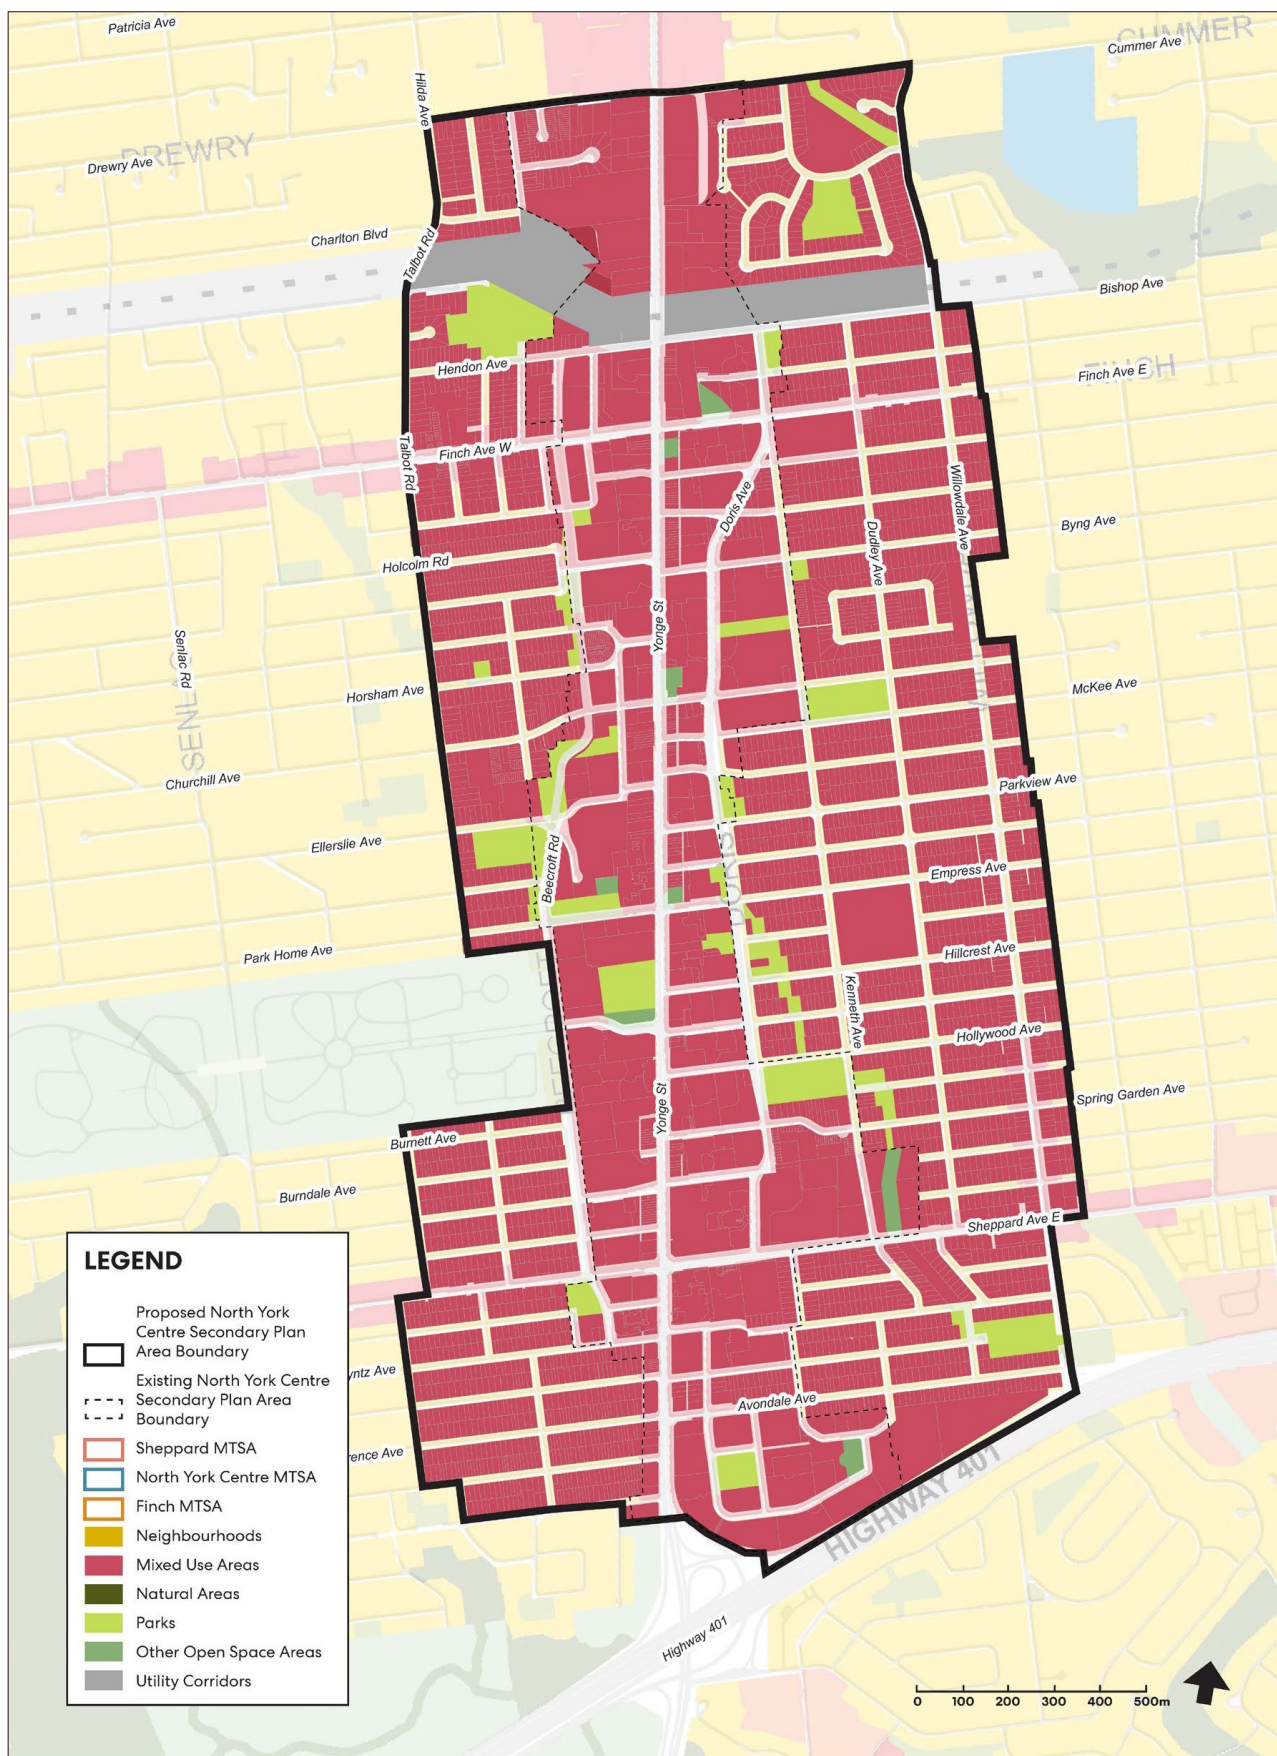 Patricia Ave
CUMMER
Cummer Ave
Hilda Ave
DREWRY
Drewry Ave
Charlton Blvd
Talbot Rd
Bishop Ave
Hendon Ave
FINCH
Finch Ave E
Talbot Rd
Finch Ave W
Willowdale Ave
Doris Ave
Byng Ave
Dudley Ave
Holcolm Rd
Yonge St
Senlac Rd
McKee Ave
Horsham Ave
Churchill Ave
Parkview Ave
Ellerslie Ave
Beecroft Rd
Empress Ave
DORIS
Park Home Ave
Hillcrest Ave
Kenneth Ave
Hollywood Ave
Yonge St
Spring Garden Ave
Burnett Ave
Burndale Ave
Sheppard Ave E
LEGEND
Proposed North York
Centre Secondary Plan
Area Boundary
Existing North York Centre
Secondary Plan Area
Boundary
Sheppard MTSA
North York Centre MTSA
Finch MTSA
Neighbourhoods
Mixed Use Areas
Natural Areas
Parks
Other Open Space Areas
Utility Corridors
yntz Ave
Avondale Ave
rence Ave
HIGHWAY 401
Highway 401
0 100 200 300 400 500m